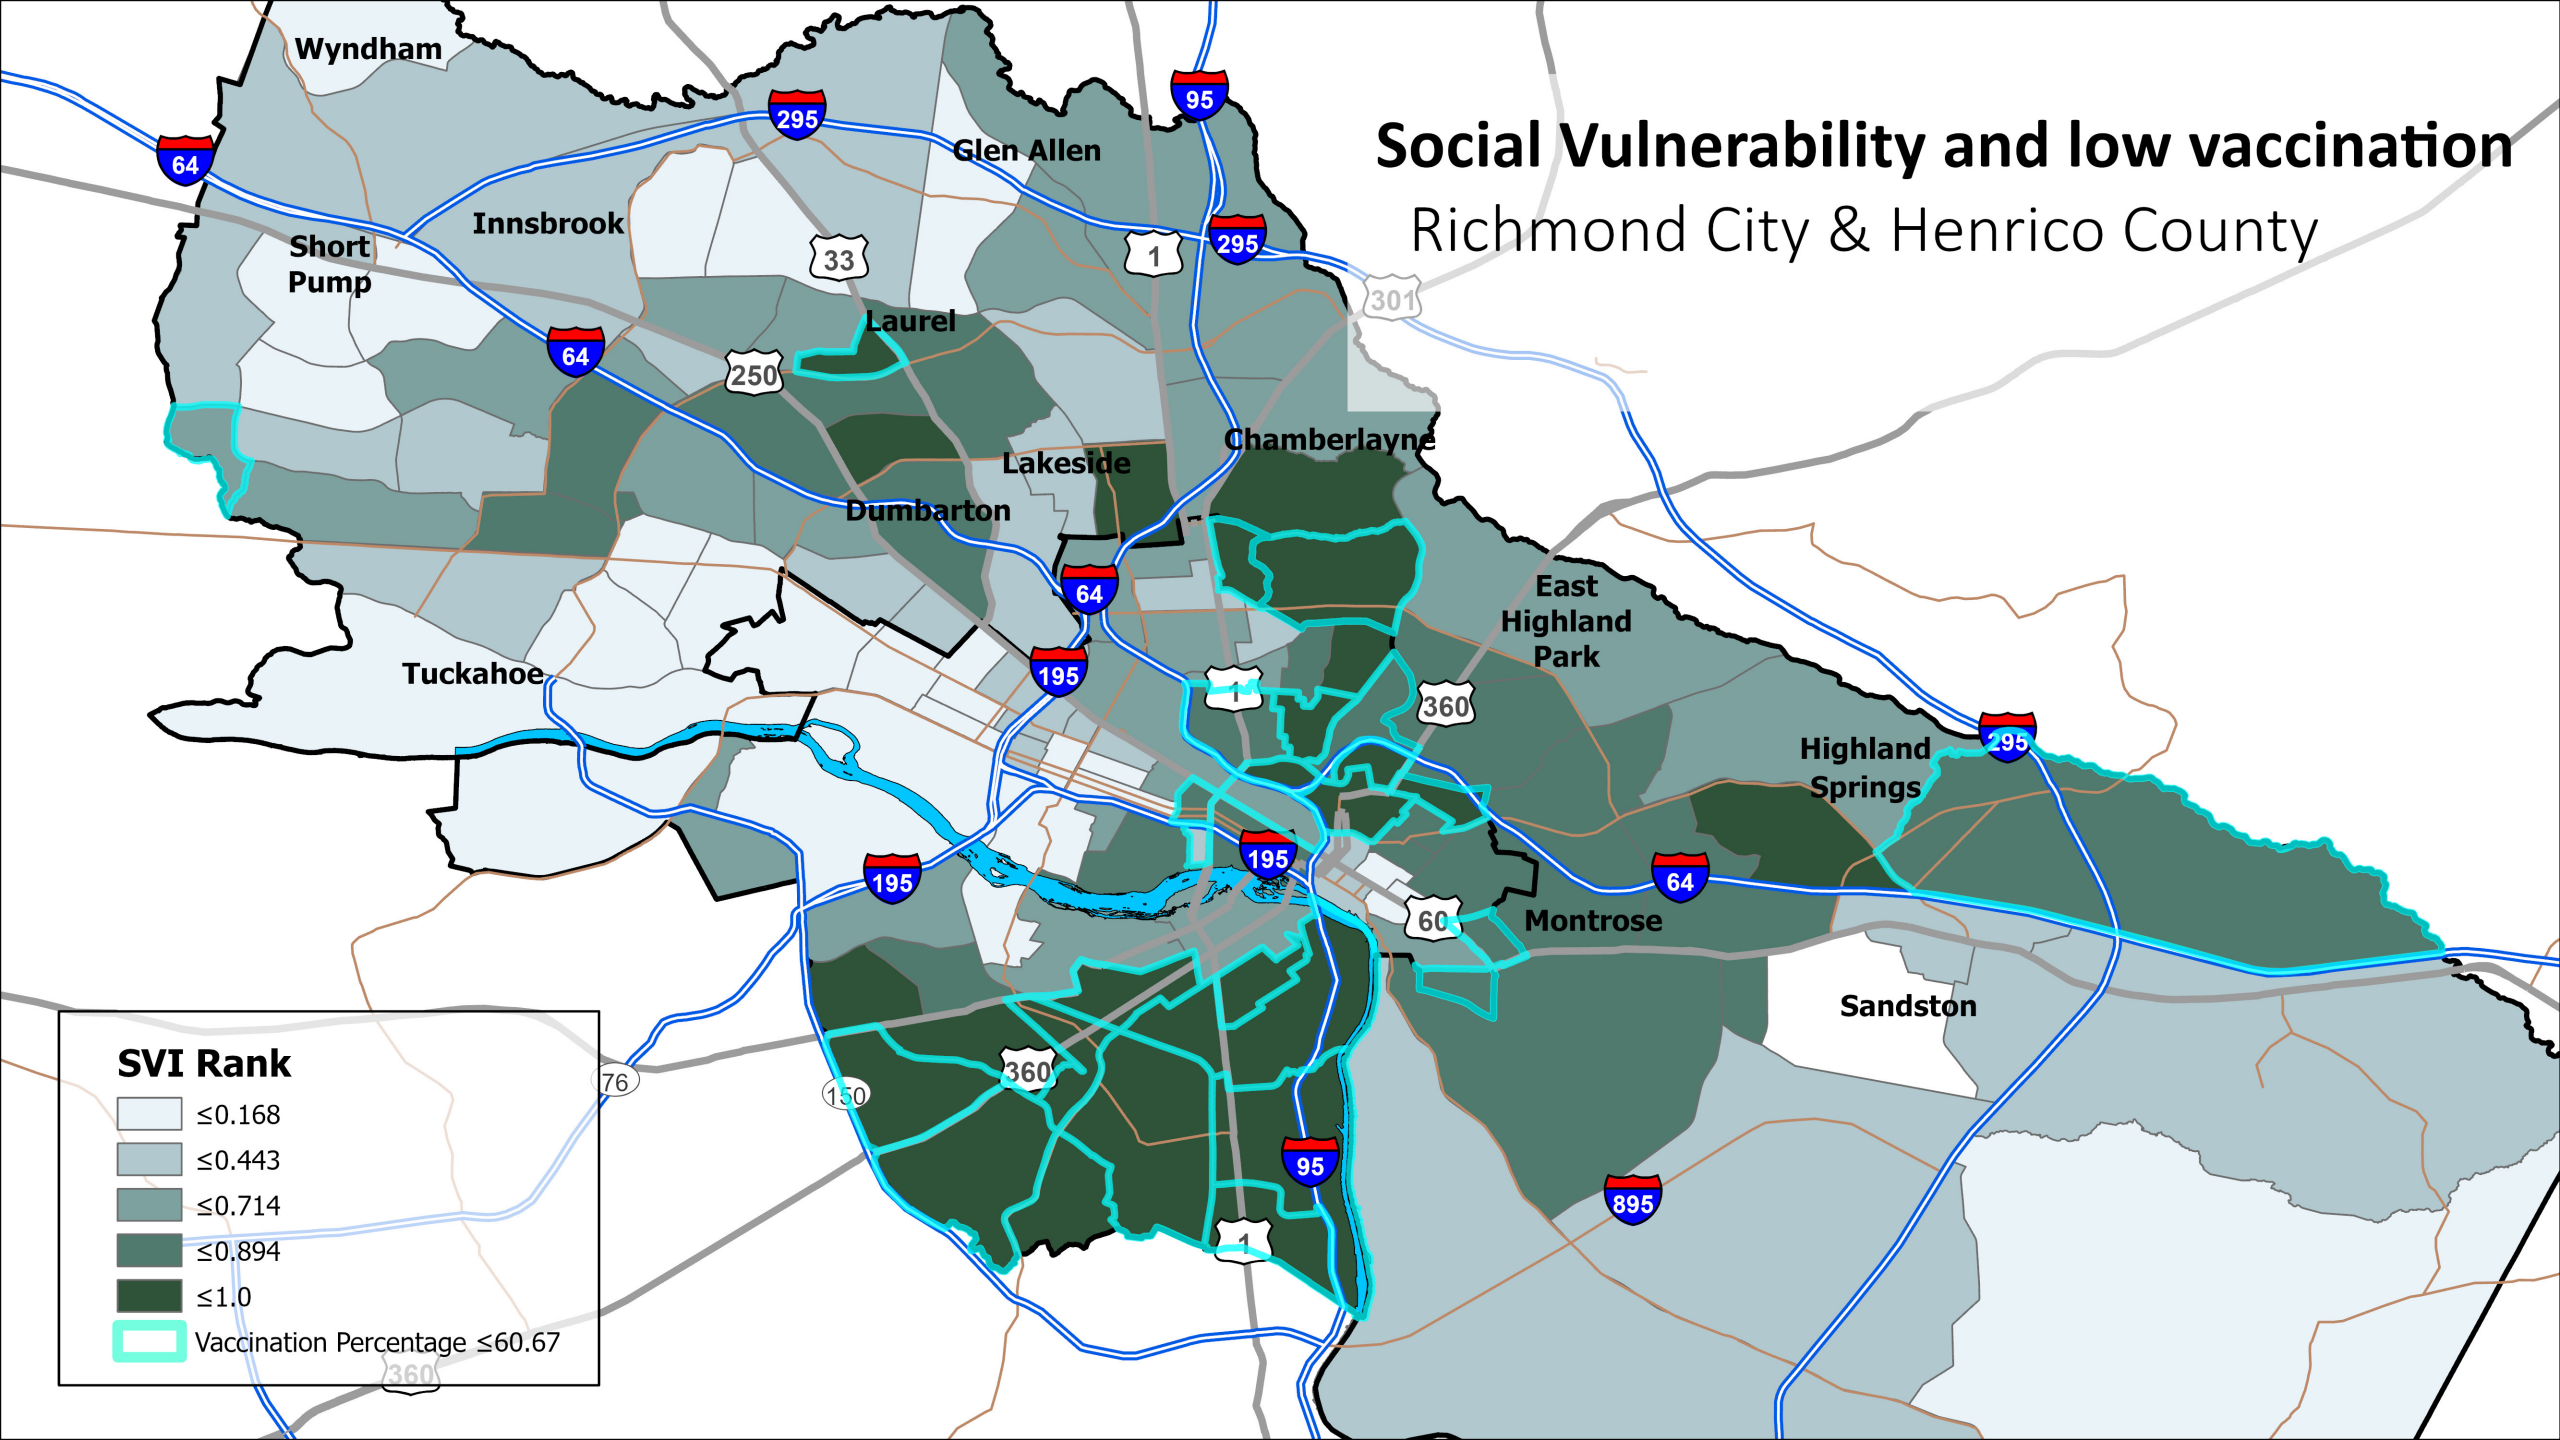 Social Vulnerability and low vaccination
Richmond City & Henrico County
Wyndham
295
95
64
Glen Allen
Innsbrook
Short
Pump
33
1
295
301
Laurel
64
250
Chamberlayne
Lakeside
Dumbarton
64
East
Highland
Park
195
Tuckahoe
1
360
295
Highland
Springs
195
195
64
60
Montrose
Sandston
360
76
150
95
895
1
SVI Rank
≤0.168
≤0.443
≤0.714
≤0.894
≤1.0
Vaccination Percentage ≤60.67
360